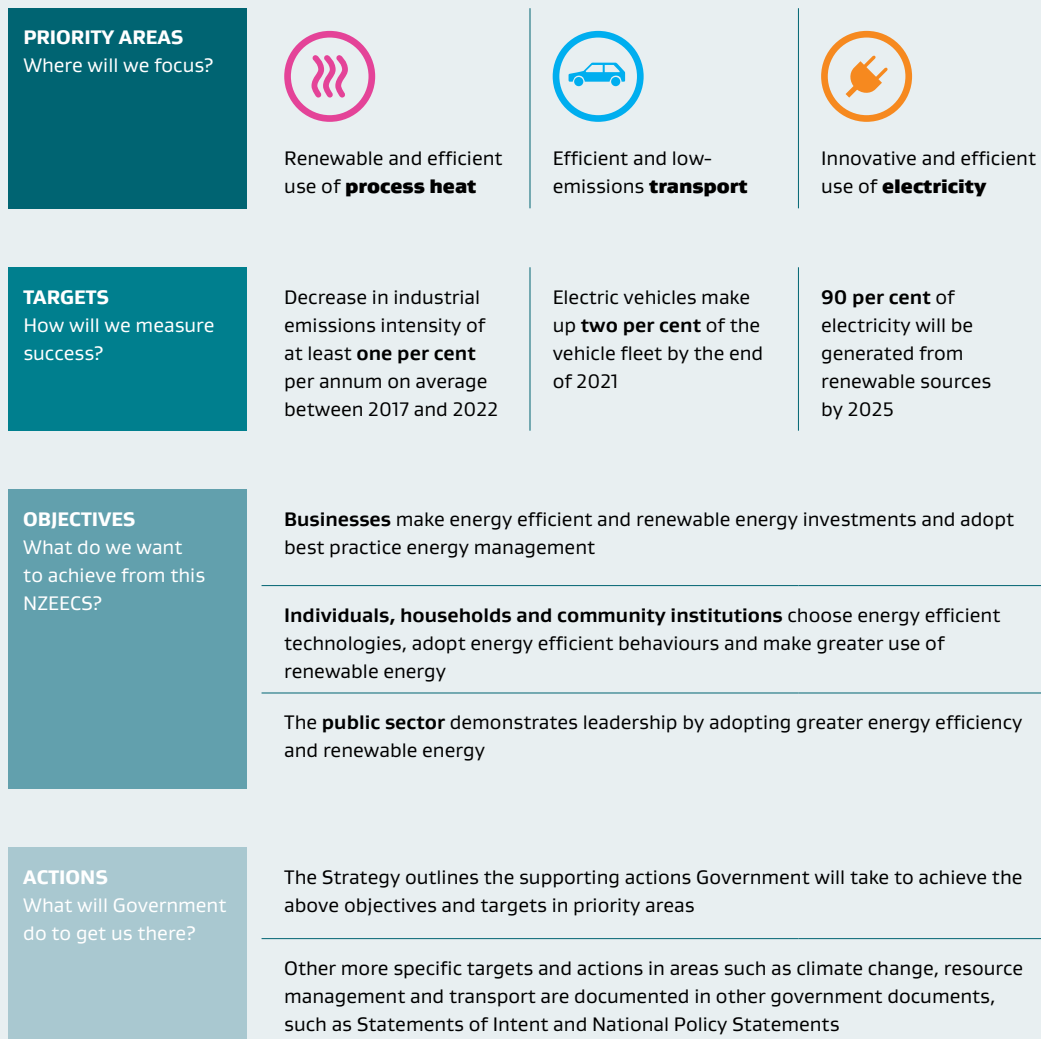 PRIORITY AREAS
Where will we focus?
Renewable and efficient
use of process heat
Efficient and low-
emissions transport
Innovative and efficient
use of electricity
TARGETS
How will we measure
success?
Decrease in industrial
emissions intensity of
at least one per cent
per annum on average
between 2017 and 2022
Electric vehicles make
up two per cent of the
vehicle fleet by the end
of 2021
90 per cent of
electricity will be
generated from
renewable sources
by 2025
OBJECTIVES
What do we want
to achieve from this
NZEECS?
Businesses make energy efficient and renewable energy investments and adopt
best practice energy management
Individuals, households and community institutions choose energy efficient
technologies, adopt energy efficient behaviours and make greater use of
renewable energy
The public sector demonstrates leadership by adopting greater energy efficiency
and renewable energy
ACTIONS
What will Government
do to get us there?
The Strategy outlines the supporting actions Government will take to achieve the
above objectives and targets in priority areas
Other more specific targets and actions in areas such as climate change, resource
management and transport are documented in other government documents,
such as Statements of Intent and National Policy Statements